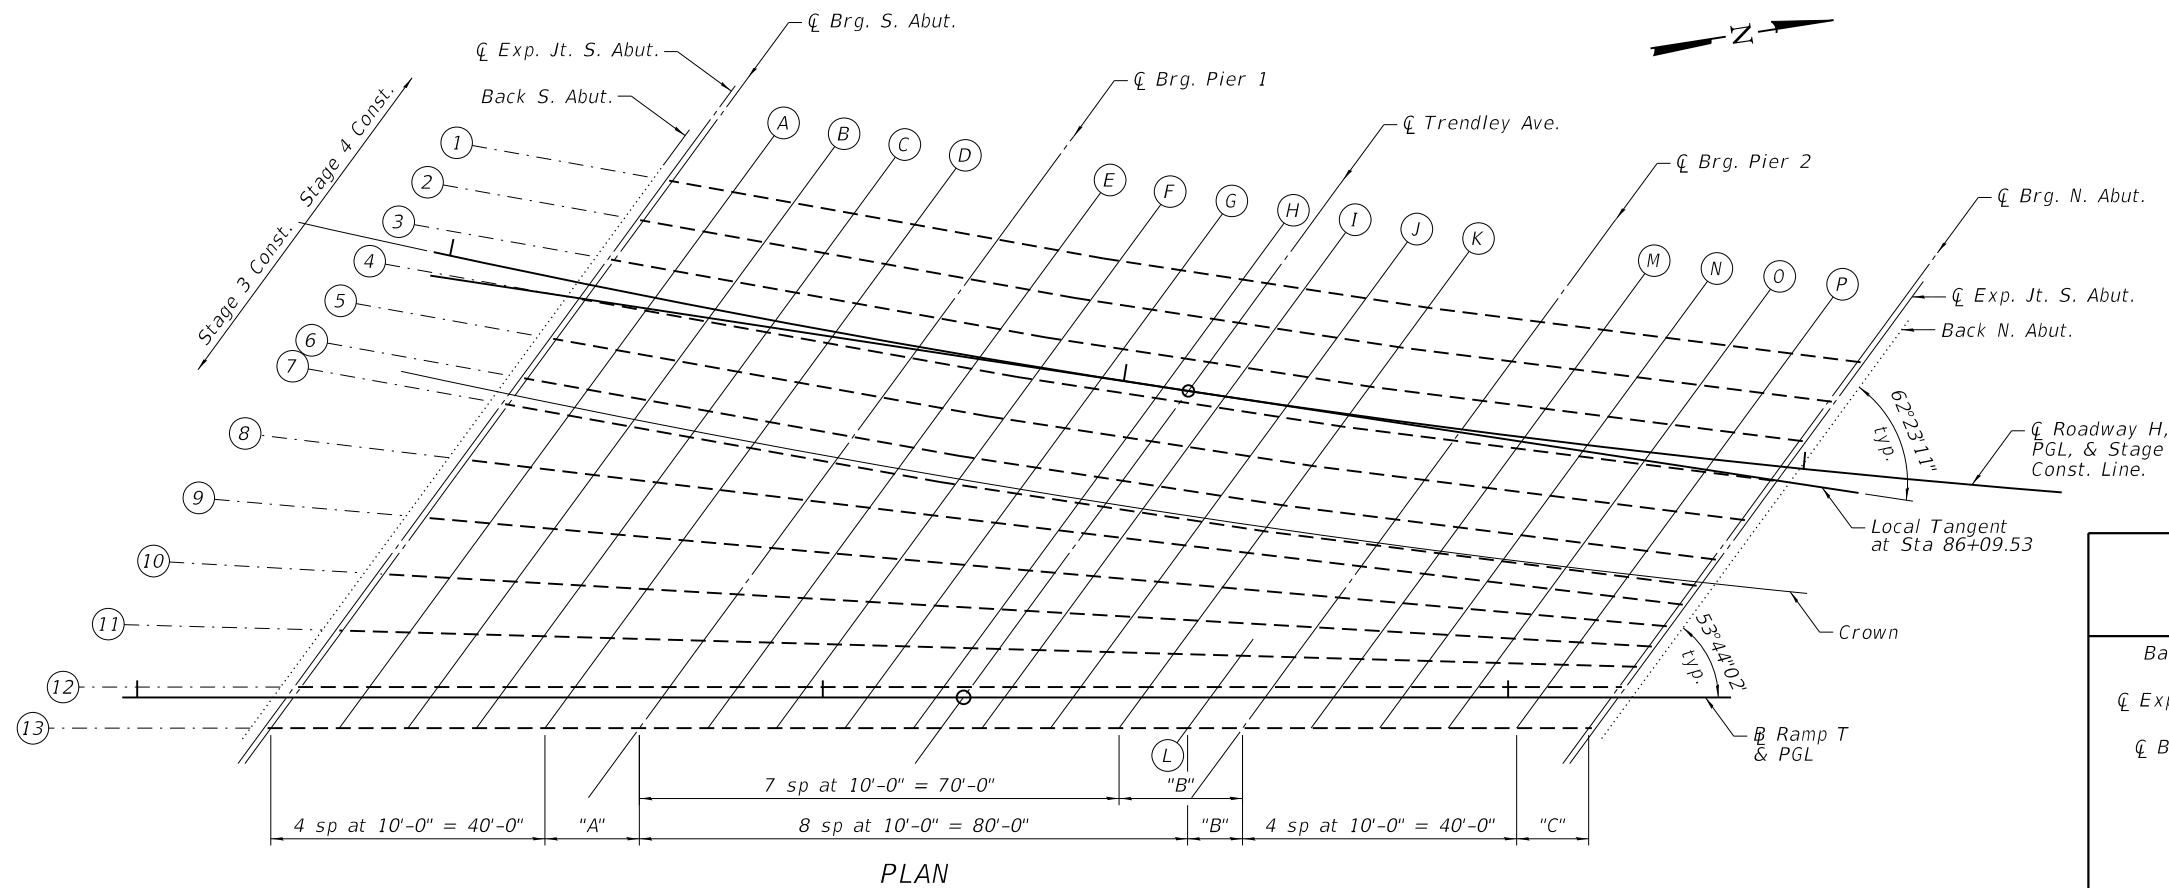 ℄ Brg. S. Abut.
℄ Exp. Jt. S. Abut.
Back S. Abut.
N
℄ Brg. Pier 1
℄ Trendley Ave.
℄ Brg. Pier 2
℄ Brg. N. Abut.
℄ Exp. Jt. S. Abut.
Back N. Abut.
Stage 4 Const.
Stage 3 Const.
A
B
C
D
E
F
G
H
I
J
K
M
N
O
P
1
2
3
4
5
6
7
8
9
10
11
12
13
62°23'11"
typ.
℄ Roadway H,
PGL, & Stage
Const. Line.
Local Tangent
at Sta 86+09.53
Crown
53°44"02'
typ.
B Ramp T
& PGL
L
7 sp at 10'-0" = 70'-0"
"B"
4 sp at 10'-0" = 40'-0"
"A"
8 sp at 10'-0" = 80'-0"
"B"
4 sp at 10'-0" = 40'-0"
"C"
PLAN
Ba
℄ Exp
℄ B